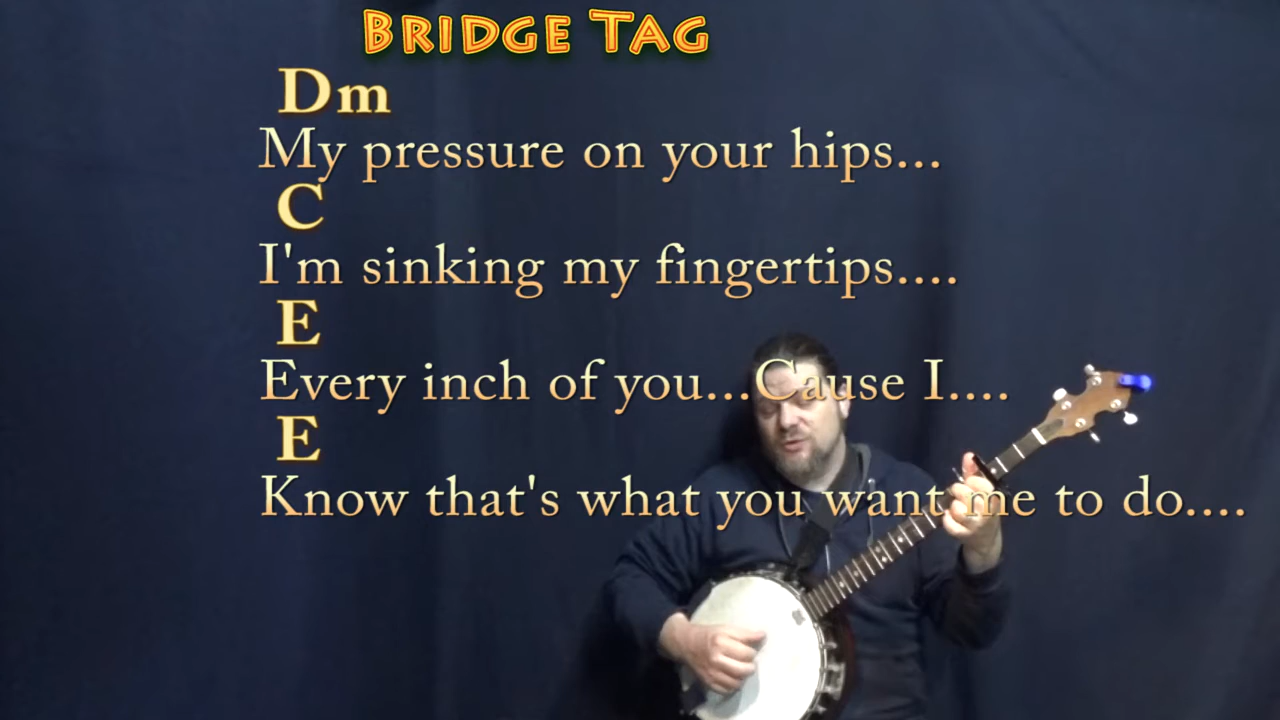 BRIDGE TAG
Dm
My pressure on your hips...
C
I'm sinking my fingertips....
E
Every inch of you...Cause I....
E
Know that's what you want me to do....